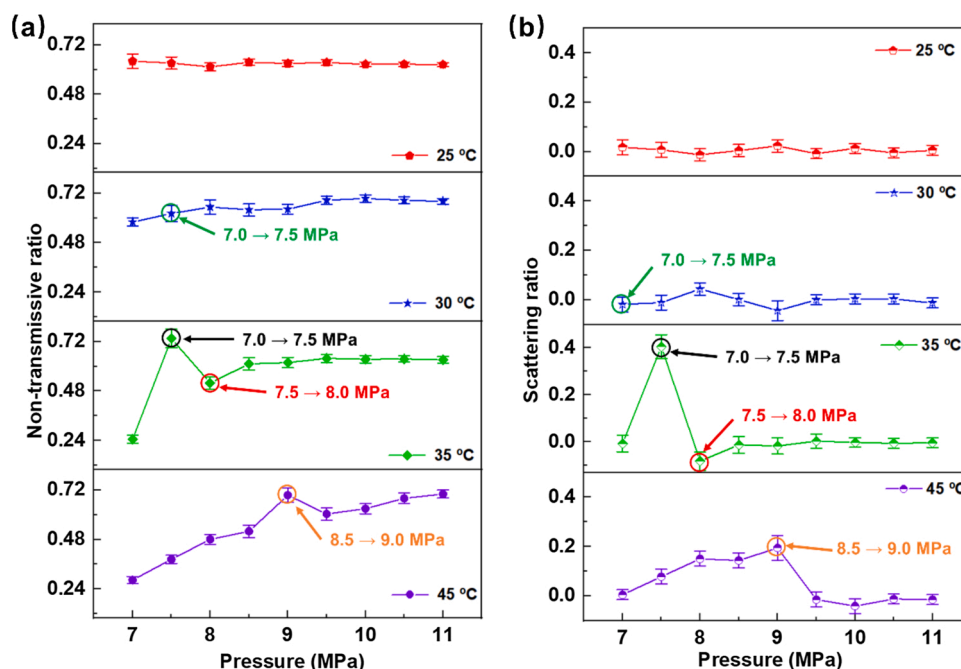 (a)
Non-transmissive ratio
0.72
0.48
0.24
25 ºC
0.72
0.48
0.24
7.0 → 7.5 MPa
30 ºC
0.72
0.48
0.24
7.0 → 7.5 MPa
7.5 → 8.0 MPa
35 ºC
0.72
0.48
0.24
8.5 → 9.0 MPa
45 ºC
7 8 9 10 11
Pressure (MPa)
(b)
Scattering ratio
0.4
0.2
0.0
25 ºC
0.4
0.2
0.0
30 ºC
7.0 → 7.5 MPa
0.4
0.2
0.0
35 ºC
7.0 → 7.5 MPa
7.5 → 8.0 MPa
0.4
0.2
0.0
45 ºC
8.5 → 9.0 MPa
7 8 9 10 11
Pressure (MPa)